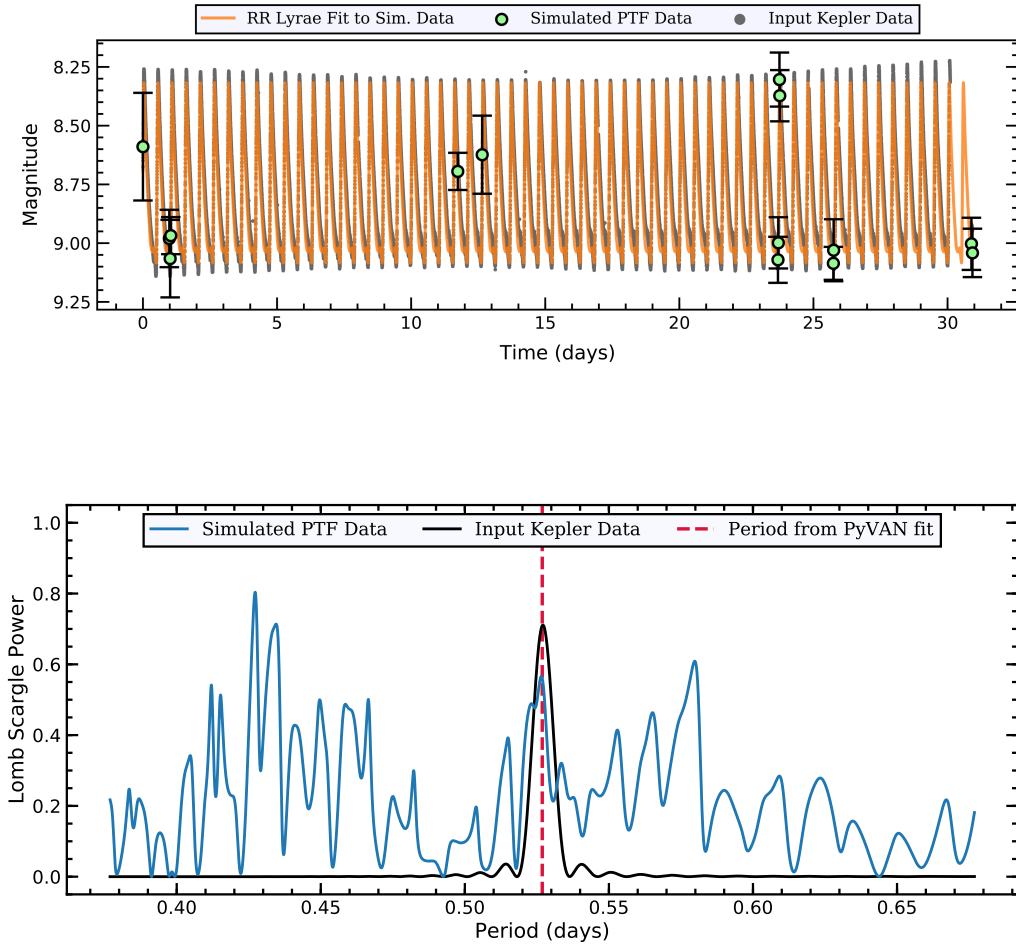 RR Lyrae Fit to Sim. Data Simulated PTF Data Input Kepler Data
8.25
8.50
8.75
9.00
9.25
Magnitude
0 5 10 15 20 25 30
Time (days)
Simulated PTF Data Input Kepler Data Period from PyVAN fit
1.0
0.8
0.6
0.4
0.2
0.0
Lomb Scargle Power
0.40 0.45 0.50 0.55 0.60 0.65
Period (days)